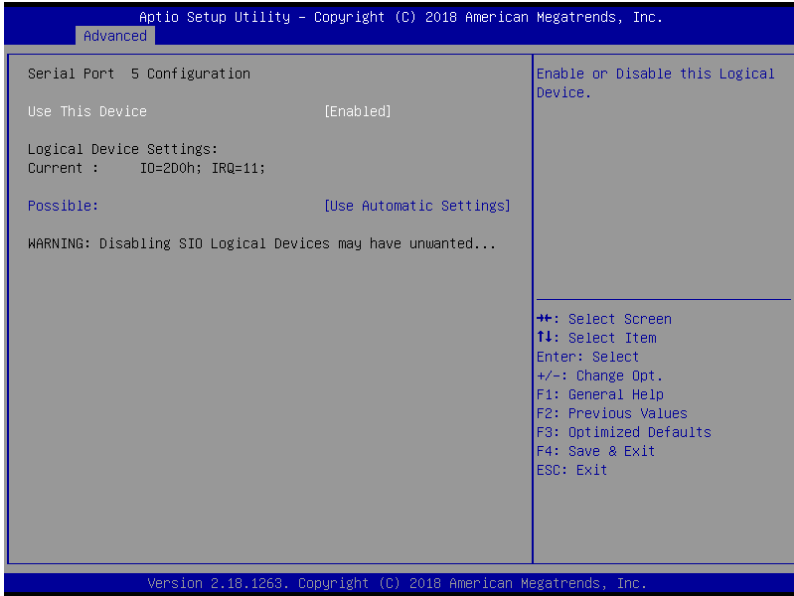 Aptio Setup Utility – Copyright (C) 2018 American Megatrends, Inc.
Advanced
Serial Port  5 Configuration
Use This Device [Enabled]
Logical Device Settings:
Current : IO=2D0h; IRQ=11;
Possible: [Use Automatic Settings]
WARNING: Disabling SIO Logical Devices may have unwanted...
Enable or Disable this Logical
Device.
→←: Select Screen
↑↓: Select Item
Enter: Select
+/-: Change Opt.
F1: General Help
F2: Previous Values
F3: Optimized Defaults
F4: Save & Exit
ESC: Exit
Version 2.18.1263. Copyright (C) 2018 American Megatrends, Inc.